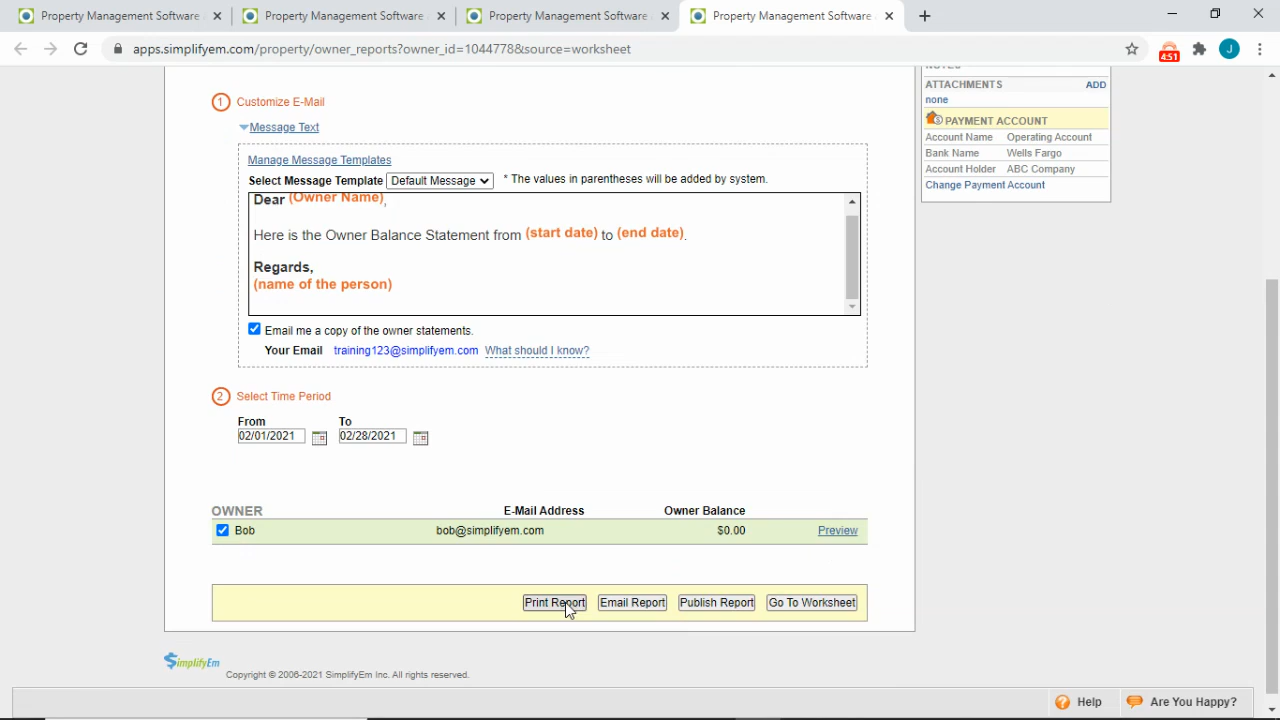 Property Management Software Property Management Software Property Management Software Property Management Software
apps.simplifyem.com/property/owner_reports?owner_id=1044778&source=worksheet
4:51
J
ATTACHMENTS ADD
none
PAYMENT ACCOUNT
Account Name Operating Account
Bank Name Wells Fargo
Account Holder ABC Company
Change Payment Account
1 Customize E-Mail
Message Text
Manage Message Templates
Select Message Template Default Message * The values in parentheses will be added by system.
Dear (Owner Name),
Here is the Owner Balance Statement from (start date) to (end date).
Regards,
(name of the person)
Email me a copy of the owner statements.
Your Email training123@simplifyem.com What should I know?
2 Select Time Period
From To
02/01/2021 02/28/2021
OWNER E-Mail Address Owner Balance
Bob bob@simplifyem.com $0.00 Preview
Print Report Email Report Publish Report Go To Worksheet
SimplifyEm
Copyright © 2006-2021 SimplifyEm Inc. All rights reserved.
Help Are You Happy?